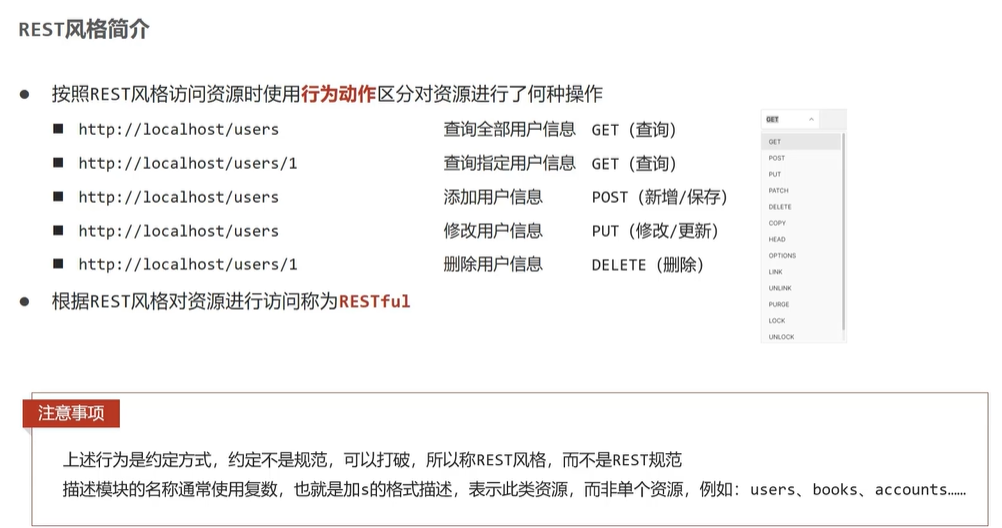 REST风格简介
按照REST风格访问资源时使用行为动作区分对资源进行了何种操作
http://localhost/users 查询全部用户信息 GET（查询）
http://localhost/users/1 查询指定用户信息 GET（查询）
http://localhost/users 添加用户信息 POST（新增/保存）
http://localhost/users 修改用户信息 PUT（修改/更新）
http://localhost/users/1 删除用户信息 DELETE（删除）
根据REST风格对资源进行访问称为RESTful
GET
GET
POST
PUT
PATCH
DELETE
COPY
HEAD
OPTIONS
LINK
UNLINK
PURGE
LOCK
UNLOCK
注意事项
上述行为是约定方式，约定不是规范，可以打破，所以称REST风格，而不是REST规范
描述模块的名称通常使用复数，也就是加s的格式描述，表示此类资源，而非单个资源，例如：users、books、accounts……